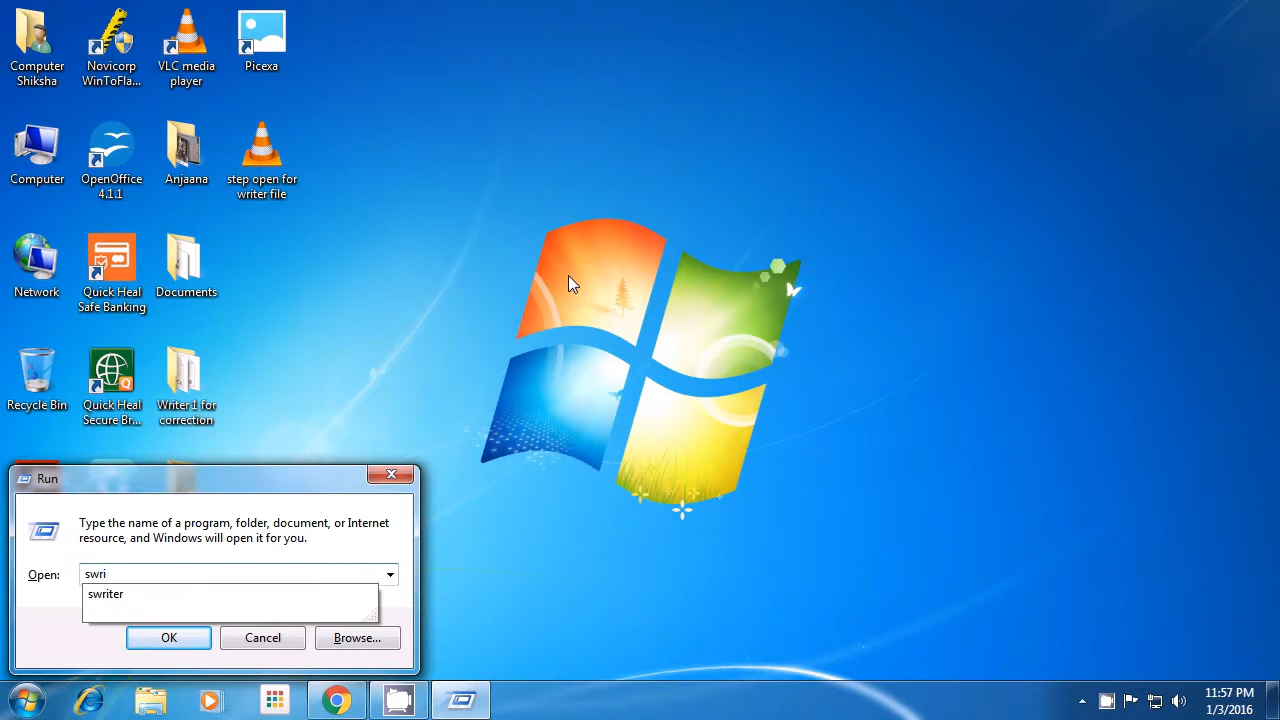 Computer
Shiksha
Novicorp
WinToFla...
VLC media
player
Picexa
Computer
OpenOffice
4.1.1
Anjaana
step open for
writer file
Network
Quick Heal
Safe Banking
Documents
Recycle Bin
Quick Heal
Secure Br...
Writer 1 for
correction
Run
Type the name of a program, folder, document, or Internet
resource, and Windows will open it for you.
Open:
swri
swriter
OK
Cancel
Browse...
11:57 PM
1/3/2016